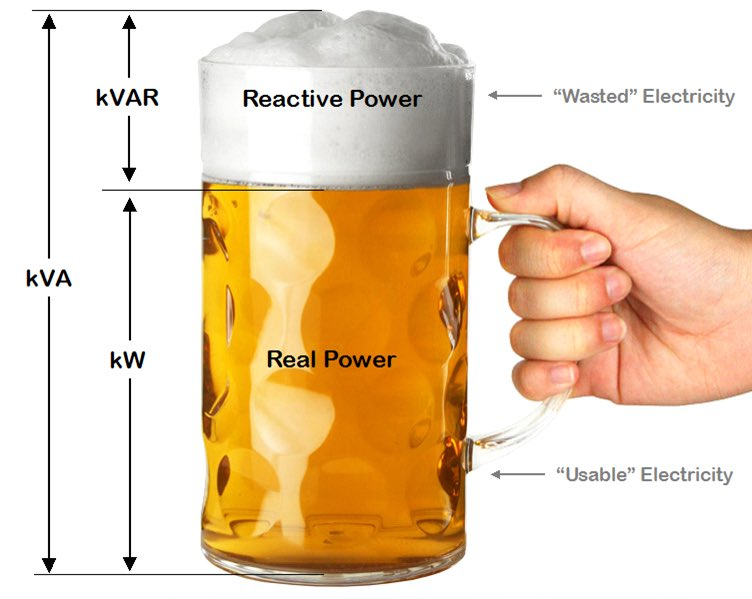 kVAR
Reactive Power
“Wasted” Electricity
kVA
kW
Real Power
“Usable” Electricity